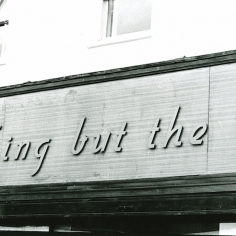 ing but the